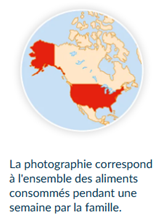 La photographie correspond
à l'ensemble des aliments
consommés pendant une
semaine par la famille.